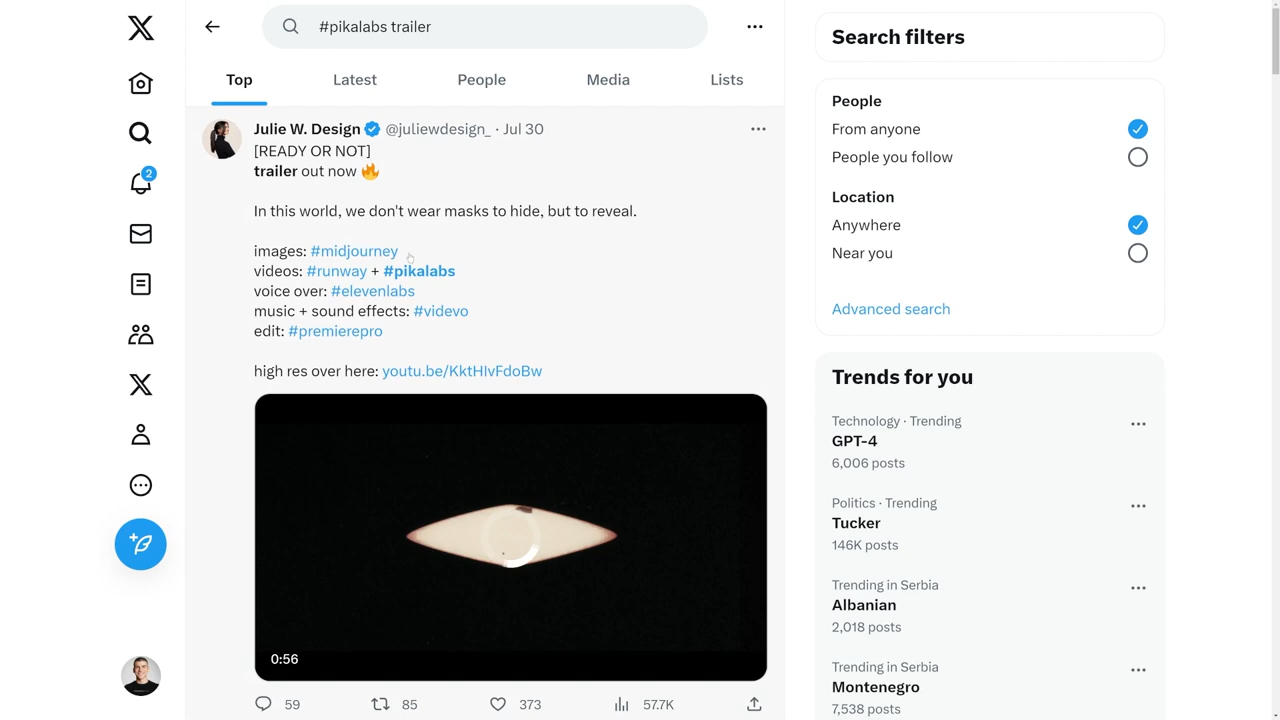 #pikalabs trailer
Top
Latest
People
Media
Lists
Julie W. Design @juliewdesign_ · Jul 30
[READY OR NOT]
trailer out now 🔥
In this world, we don't wear masks to hide, but to reveal.
images: #midjourney
videos: #runway + #pikalabs
voice over: #elevenlabs
music + sound effects: #videvo
edit: #premierepro
high res over here: youtu.be/KktHIvFdoBw
0:56
59
85
373
57.7K
2
Search filters
People
From anyone
People you follow
Location
Anywhere
Near you
Advanced search
Trends for you
Technology · Trending
GPT-4
6,006 posts
Politics · Trending
Tucker
146K posts
Trending in Serbia
Albanian
2,018 posts
Trending in Serbia
Montenegro
7,538 posts